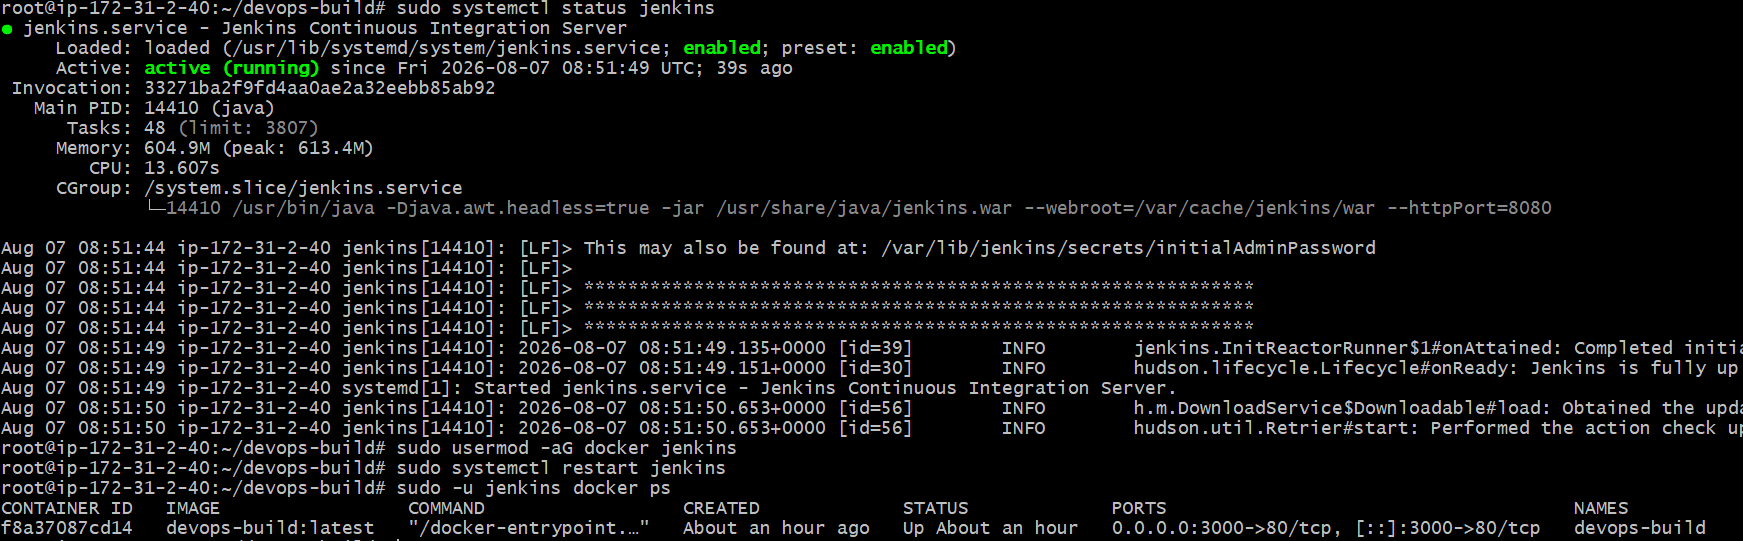 root@ip-172-31-2-40:~/devops-build# sudo systemctl status jenkins
● jenkins.service - Jenkins Continuous Integration Server
     Loaded: loaded (/usr/lib/systemd/system/jenkins.service; enabled; preset: enabled)
     Active: active (running) since Fri 2026-08-07 08:51:49 UTC; 39s ago
 Invocation: 33271ba2f9fd4aa0ae2a32eebb85ab92
   Main PID: 14410 (java)
      Tasks: 48 (limit: 3807)
     Memory: 604.9M (peak: 613.4M)
        CPU: 13.607s
     CGroup: /system.slice/jenkins.service
             └─14410 /usr/bin/java -Djava.awt.headless=true -jar /usr/share/java/jenkins.war --webroot=/var/cache/jenkins/war --httpPort=8080
Aug 07 08:51:44 ip-172-31-2-40 jenkins[14410]: [LF]> This may also be found at: /var/lib/jenkins/secrets/initialAdminPassword
Aug 07 08:51:44 ip-172-31-2-40 jenkins[14410]: [LF]>
Aug 07 08:51:44 ip-172-31-2-40 jenkins[14410]: [LF]> *************************************************************
Aug 07 08:51:44 ip-172-31-2-40 jenkins[14410]: [LF]> *************************************************************
Aug 07 08:51:44 ip-172-31-2-40 jenkins[14410]: [LF]> *************************************************************
Aug 07 08:51:49 ip-172-31-2-40 jenkins[14410]: 2026-08-07 08:51:49.135+0000 [id=39]        INFO        jenkins.InitReactorRunner$1#onAttained: Completed initia
Aug 07 08:51:49 ip-172-31-2-40 jenkins[14410]: 2026-08-07 08:51:49.151+0000 [id=30]        INFO        hudson.lifecycle.Lifecycle#onReady: Jenkins is fully up
Aug 07 08:51:49 ip-172-31-2-40 systemd[1]: Started jenkins.service - Jenkins Continuous Integration Server.
Aug 07 08:51:50 ip-172-31-2-40 jenkins[14410]: 2026-08-07 08:51:50.653+0000 [id=56]        INFO        h.m.DownloadService$Downloadable#load: Obtained the upda
Aug 07 08:51:50 ip-172-31-2-40 jenkins[14410]: 2026-08-07 08:51:50.653+0000 [id=56]        INFO        hudson.util.Retrier#start: Performed the action check up
root@ip-172-31-2-40:~/devops-build# sudo usermod -aG docker jenkins
root@ip-172-31-2-40:~/devops-build# sudo systemctl restart jenkins
root@ip-172-31-2-40:~/devops-build# sudo -u jenkins docker ps
CONTAINER ID   IMAGE                 COMMAND                  CREATED             STATUS             PORTS                                     NAMES
f8a37087cd14   devops-build:latest   "/docker-entrypoint.…"   About an hour ago   Up About an hour   0.0.0.0:3000->80/tcp, [::]:3000->80/tcp   devops-build